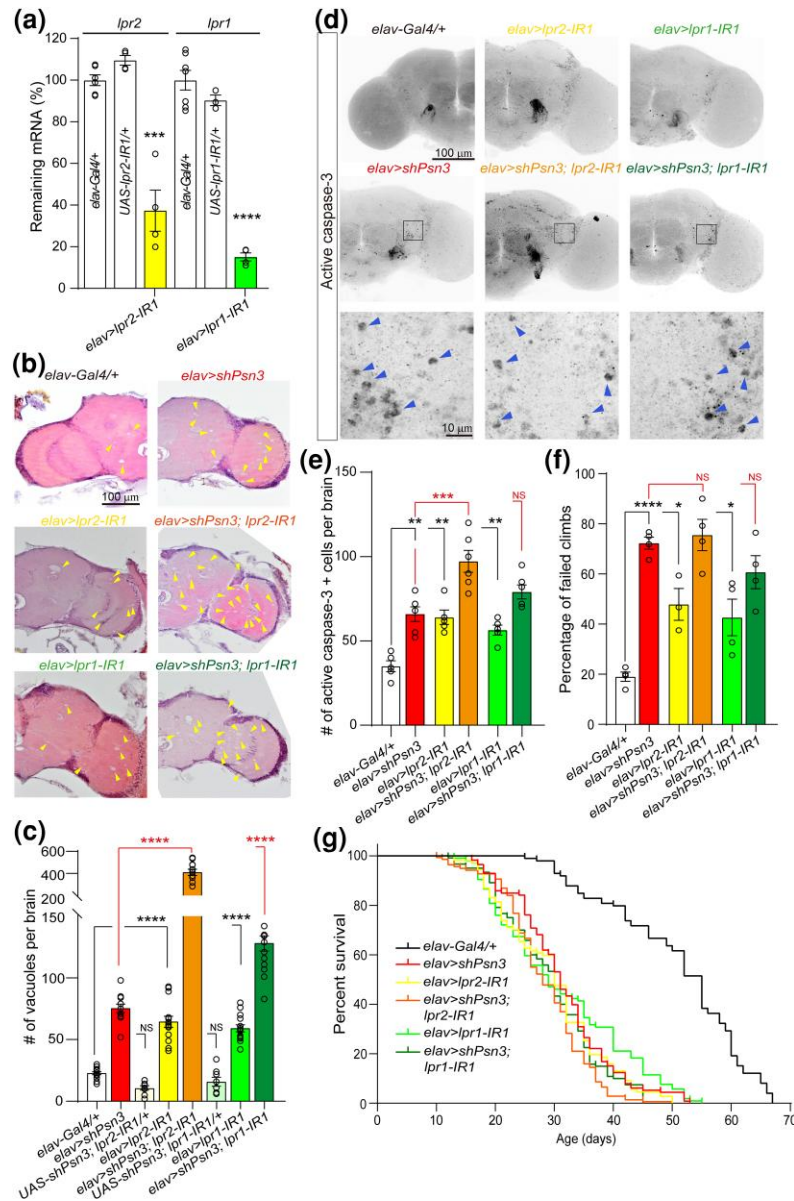 (a)
lpr2
lpr1
Remaining mRNA (%)
120
100
80
60
40
20
0
elav-Gal4/+
UAS-lpr2-IR1/+
***
elav-Gal4/+
UAS-lpr1-IR1/+
****
elav>lpr2-IR1
elav>lpr1-IR1
(b)
elav-Gal4/+
elav>shPsn3
100 μm
elav>lpr2-IR1
elav>shPsn3; lpr2-IR1
elav>lpr1-IR1
elav>shPsn3; lpr1-IR1
(c)
# of vacuoles per brain
600
400
200
150
100
50
0
****
****
NS
****
NS
****
elav-Gal4/+
elav>shPsn3
UAS-shPsn3; lpr2-IR1/+
elav>lpr2-IR1
elav>shPsn3; lpr2-IR1
UAS-shPsn3; lpr1-IR1/+
elav>lpr1-IR1
elav>shPsn3; lpr1-IR1
(d)
elav-Gal4/+
elav>lpr2-IR1
elav>lpr1-IR1
100 μm
Active caspase-3
elav>shPsn3
elav>shPsn3; lpr2-IR1
elav>shPsn3; lpr1-IR1
10 μm
(e)
# of active caspase-3 + cells per brain
150
100
50
0
**
***
**
**
NS
elav-Gal4/+
elav>shPsn3
elav>lpr2-IR1
elav>shPsn3; lpr2-IR1
elav>lpr1-IR1
elav>shPsn3; lpr1-IR1
(f)
Percentage of failed climbs
100
80
60
40
20
0
****
NS
*
*
NS
elav-Gal4/+
elav>shPsn3
elav>lpr2-IR1
elav>shPsn3; lpr2-IR1
elav>lpr1-IR1
elav>shPsn3; lpr1-IR1
(g)
Percent survival
100
80
60
40
20
0
elav-Gal4/+
elav>shPsn3
elav>lpr2-IR1
elav>shPsn3;
lpr2-IR1
elav>lpr1-IR1
elav>shPsn3;
lpr1-IR1
0
10
20
30
40
50
60
70
Age (days)